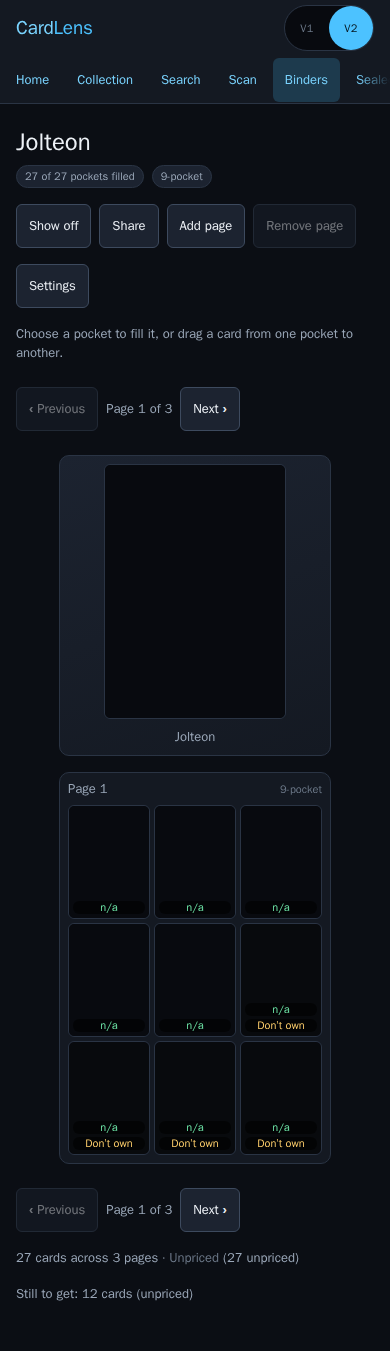 CardLens
V1 V2
Home Collection Search Scan Binders Seale
Jolteon
27 of 27 pockets filled 9-pocket
Show off Share Add page Remove page
Settings
Choose a pocket to fill it, or drag a card from one pocket to
another.
‹ Previous Page 1 of 3 Next ›
Jolteon
Page 1 9-pocket
n/a n/a n/a
n/a n/a n/a
Don't own
n/a n/a n/a
Don't own Don't own Don't own
‹ Previous Page 1 of 3 Next ›
27 cards across 3 pages · Unpriced (27 unpriced)
Still to get: 12 cards (unpriced)